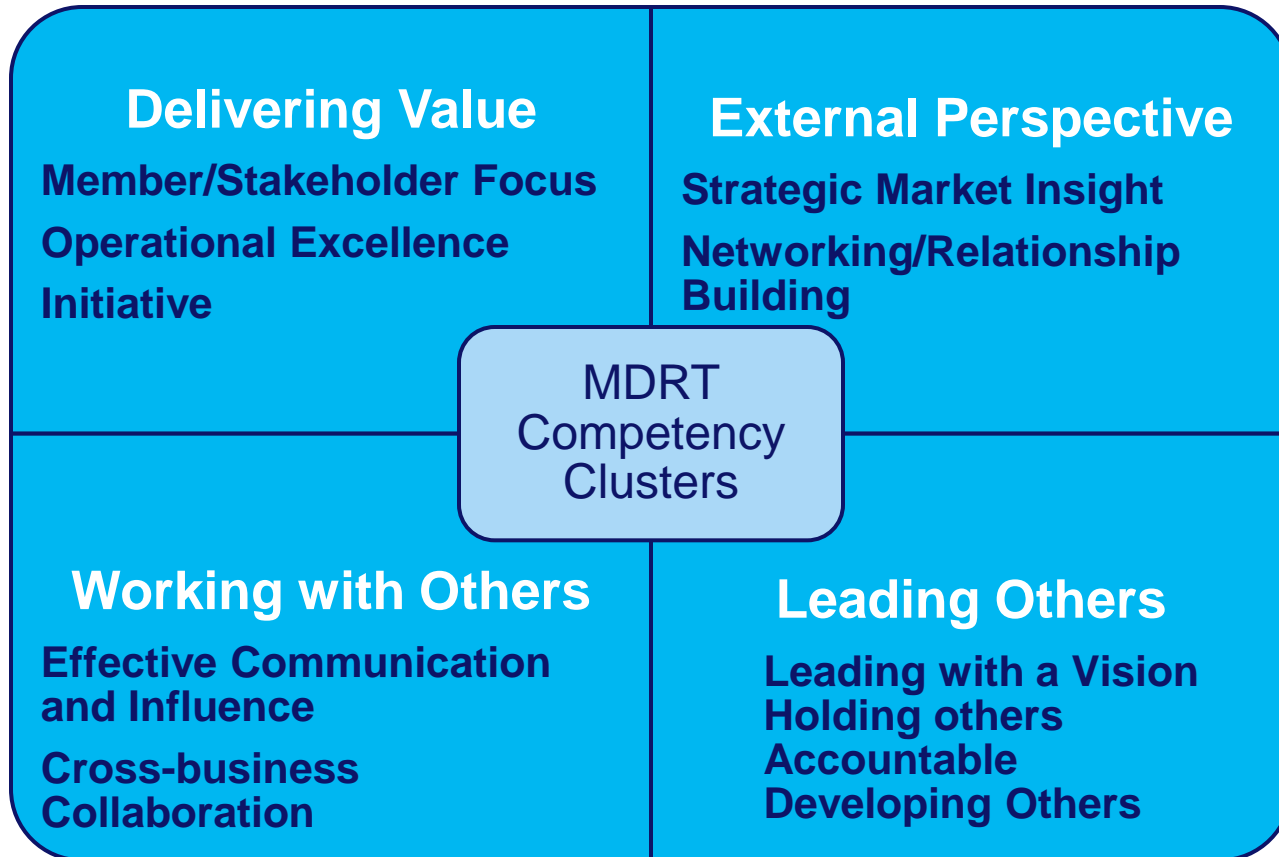 Delivering Value
Member/Stakeholder Focus
Operational Excellence
Initiative
External Perspective
Strategic Market Insight
Networking/Relationship
Building
MDRT
Competency
Clusters
Working with Others
Effective Communication
and Influence
Cross-business
Collaboration
Leading Others
Leading with a Vision
Holding others
Accountable
Developing Others